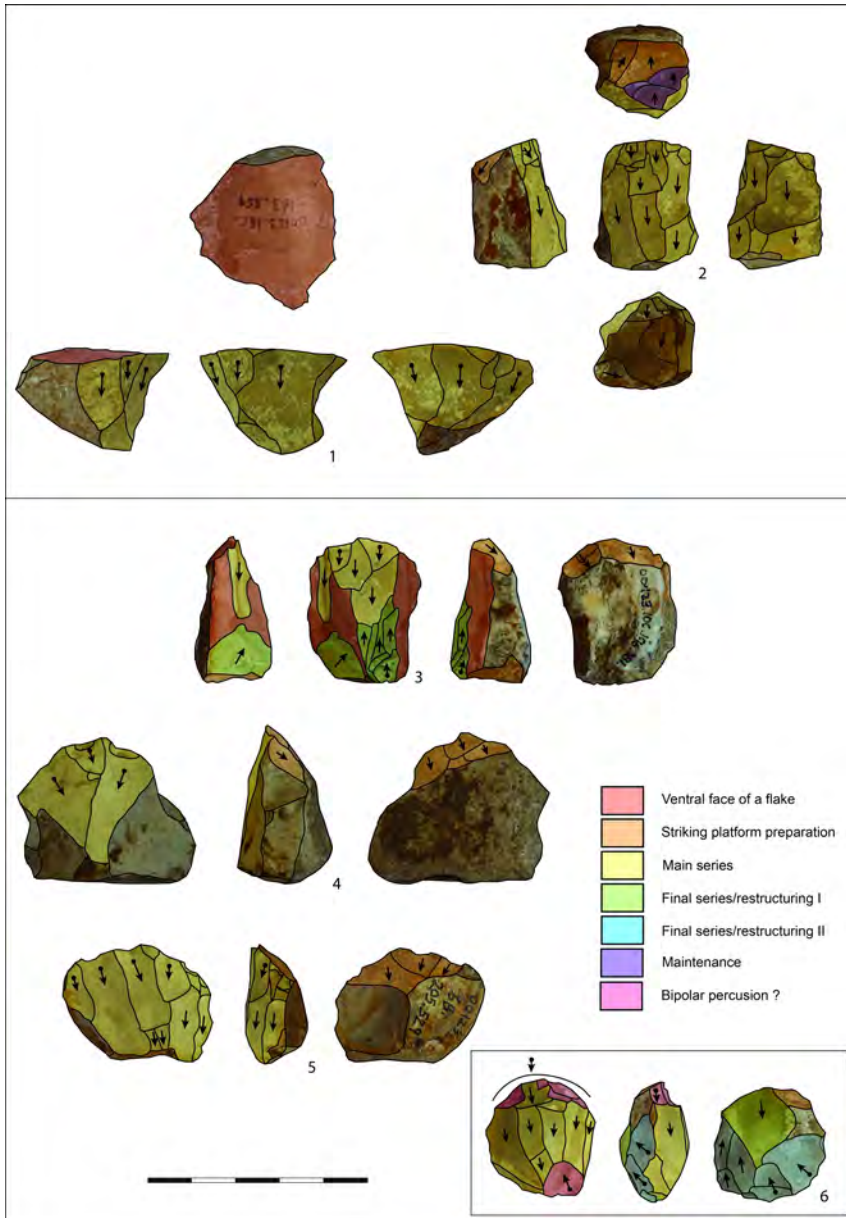 2
1
3
4
Ventral face of a flake
Striking platform preparation
Main series
Final series/restructuring I
Final series/restructuring II
Maintenance
Bipolar percusion ?
5
6